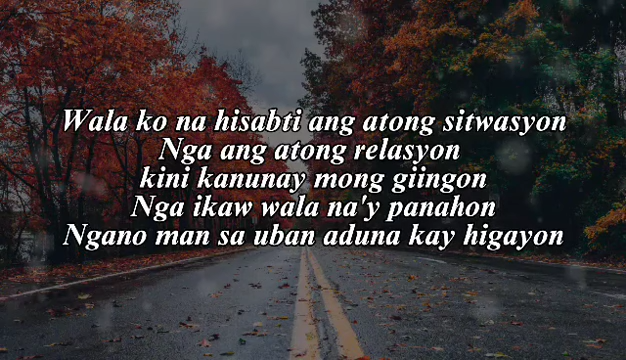 Wala ko na hisabti ang atong sitwasyon
Nga ang atong relasyon
kini kanunay mong giingon
Nga ikaw wala na'y panahon
Ngano man sa uban aduna kay higayon